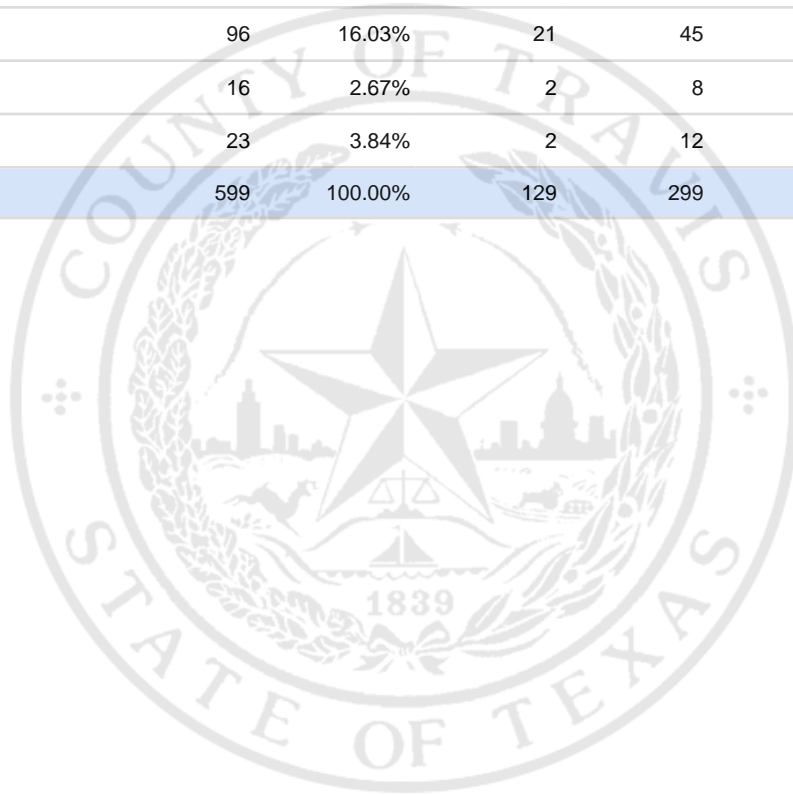 96 16.03% 21 45
16 2.67% 2 8
23 3.84% 2 12
599 100.00% 129 299
COUNTY OF TRAVIS
1839
STATE OF TEXAS